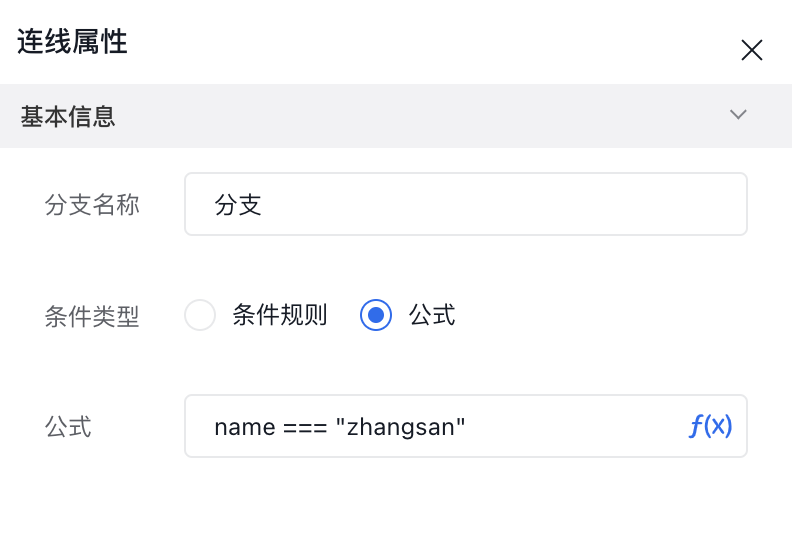 连线属性
基本信息
分支名称 分支
条件类型 条件规则 公式
公式 name === "zhangsan" f(x)